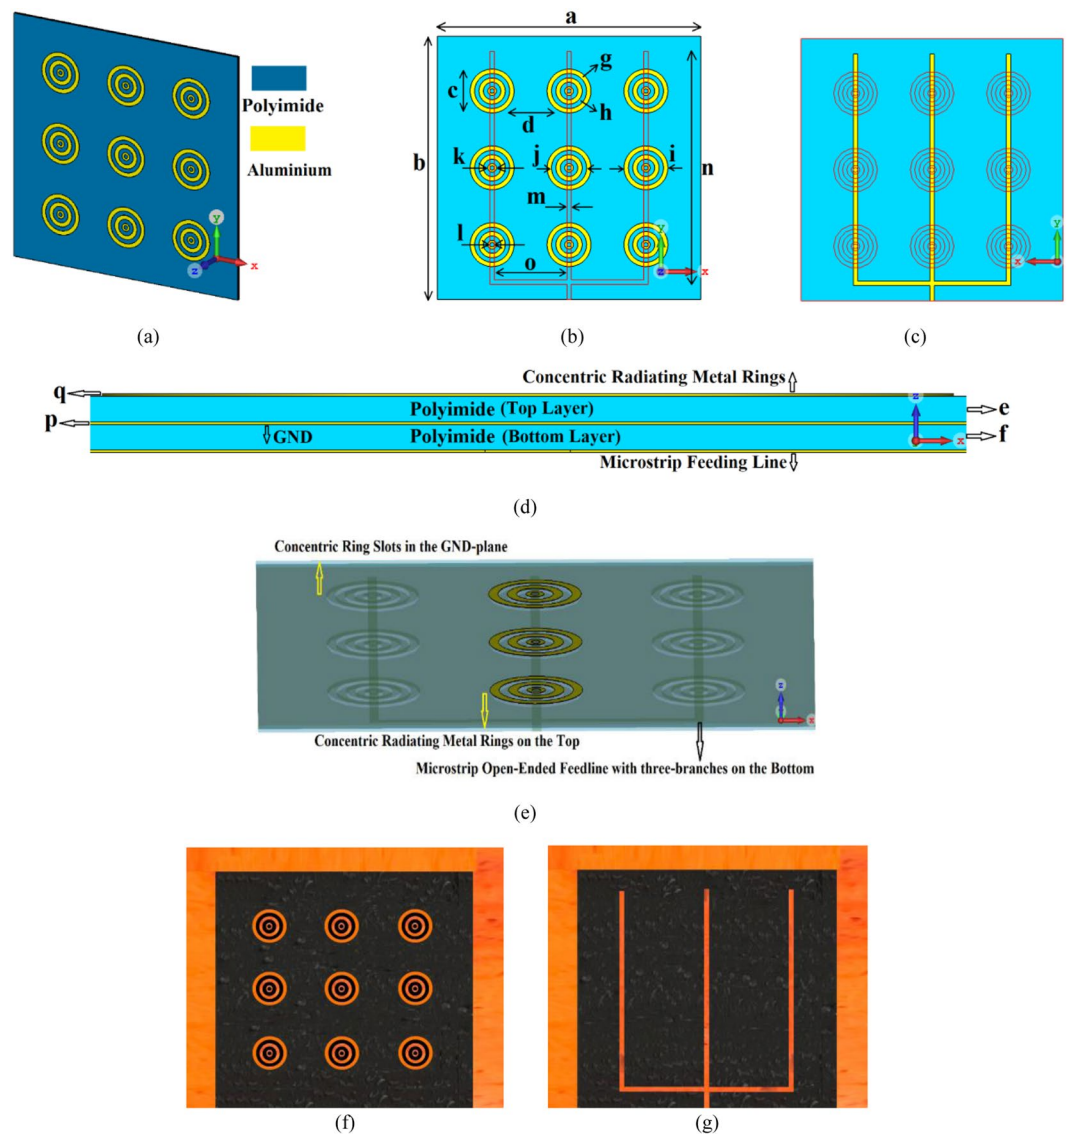 Polyimide
Aluminium
y
x
z
(a)
a
b
c
d
g
h
k
j
i
n
m
l
o
y
z
x
(b)
y
x
(c)
q
Concentric Radiating Metal Rings
z
Polyimide (Top Layer)
e
p
GND
Polyimide (Bottom Layer)
x
f
Microstrip Feeding Line
(d)
Concentric Ring Slots in the GND-plane
z
x
Concentric Radiating Metal Rings on the Top
Microstrip Open-Ended Feedline with three-branches on the Bottom
(e)
(f)
(g)